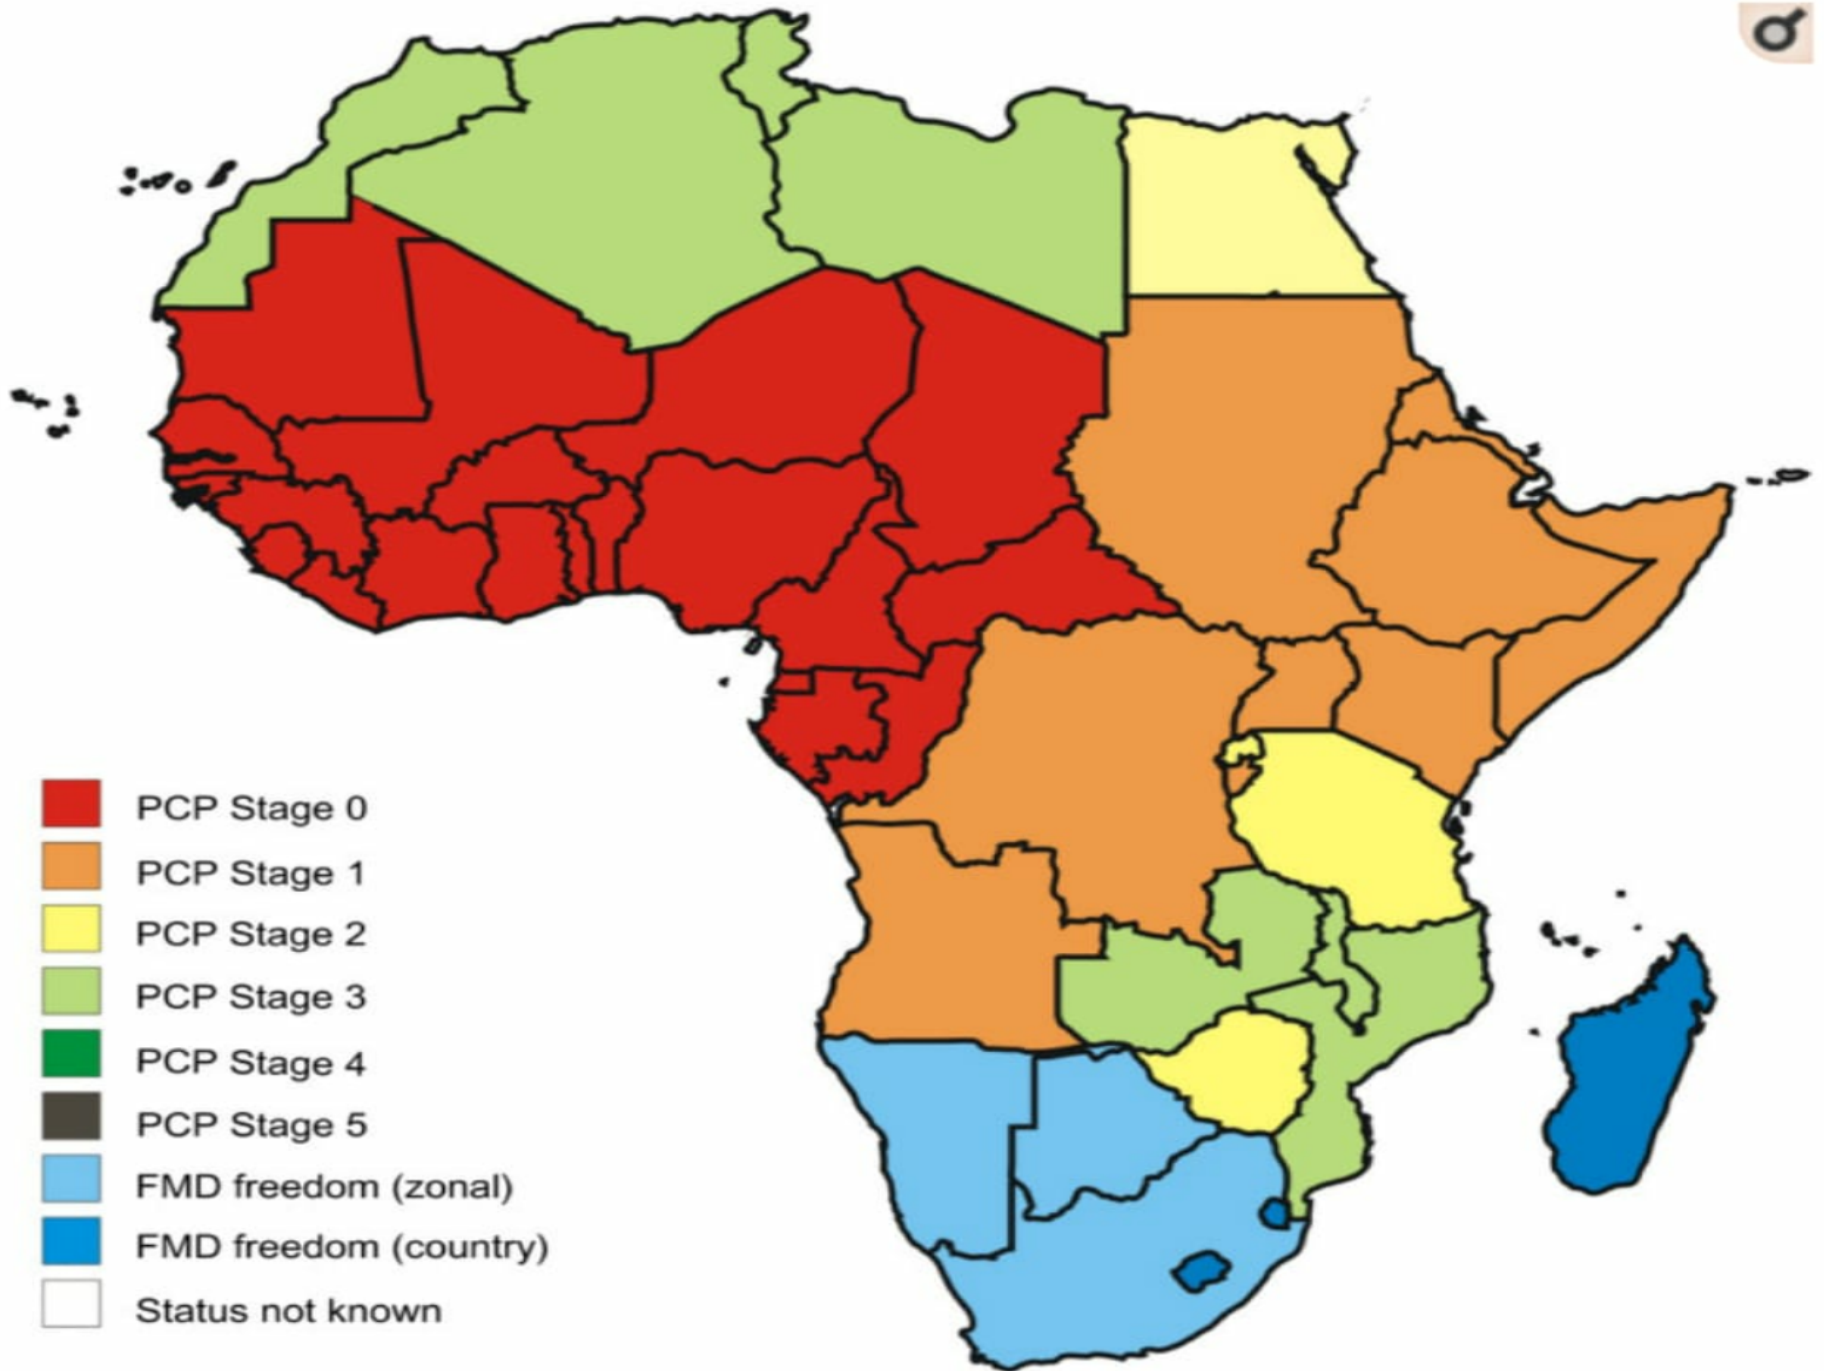 PCP Stage 0
PCP Stage 1
PCP Stage 2
PCP Stage 3
PCP Stage 4
PCP Stage 5
FMD freedom (zonal)
FMD freedom (country)
Status not known